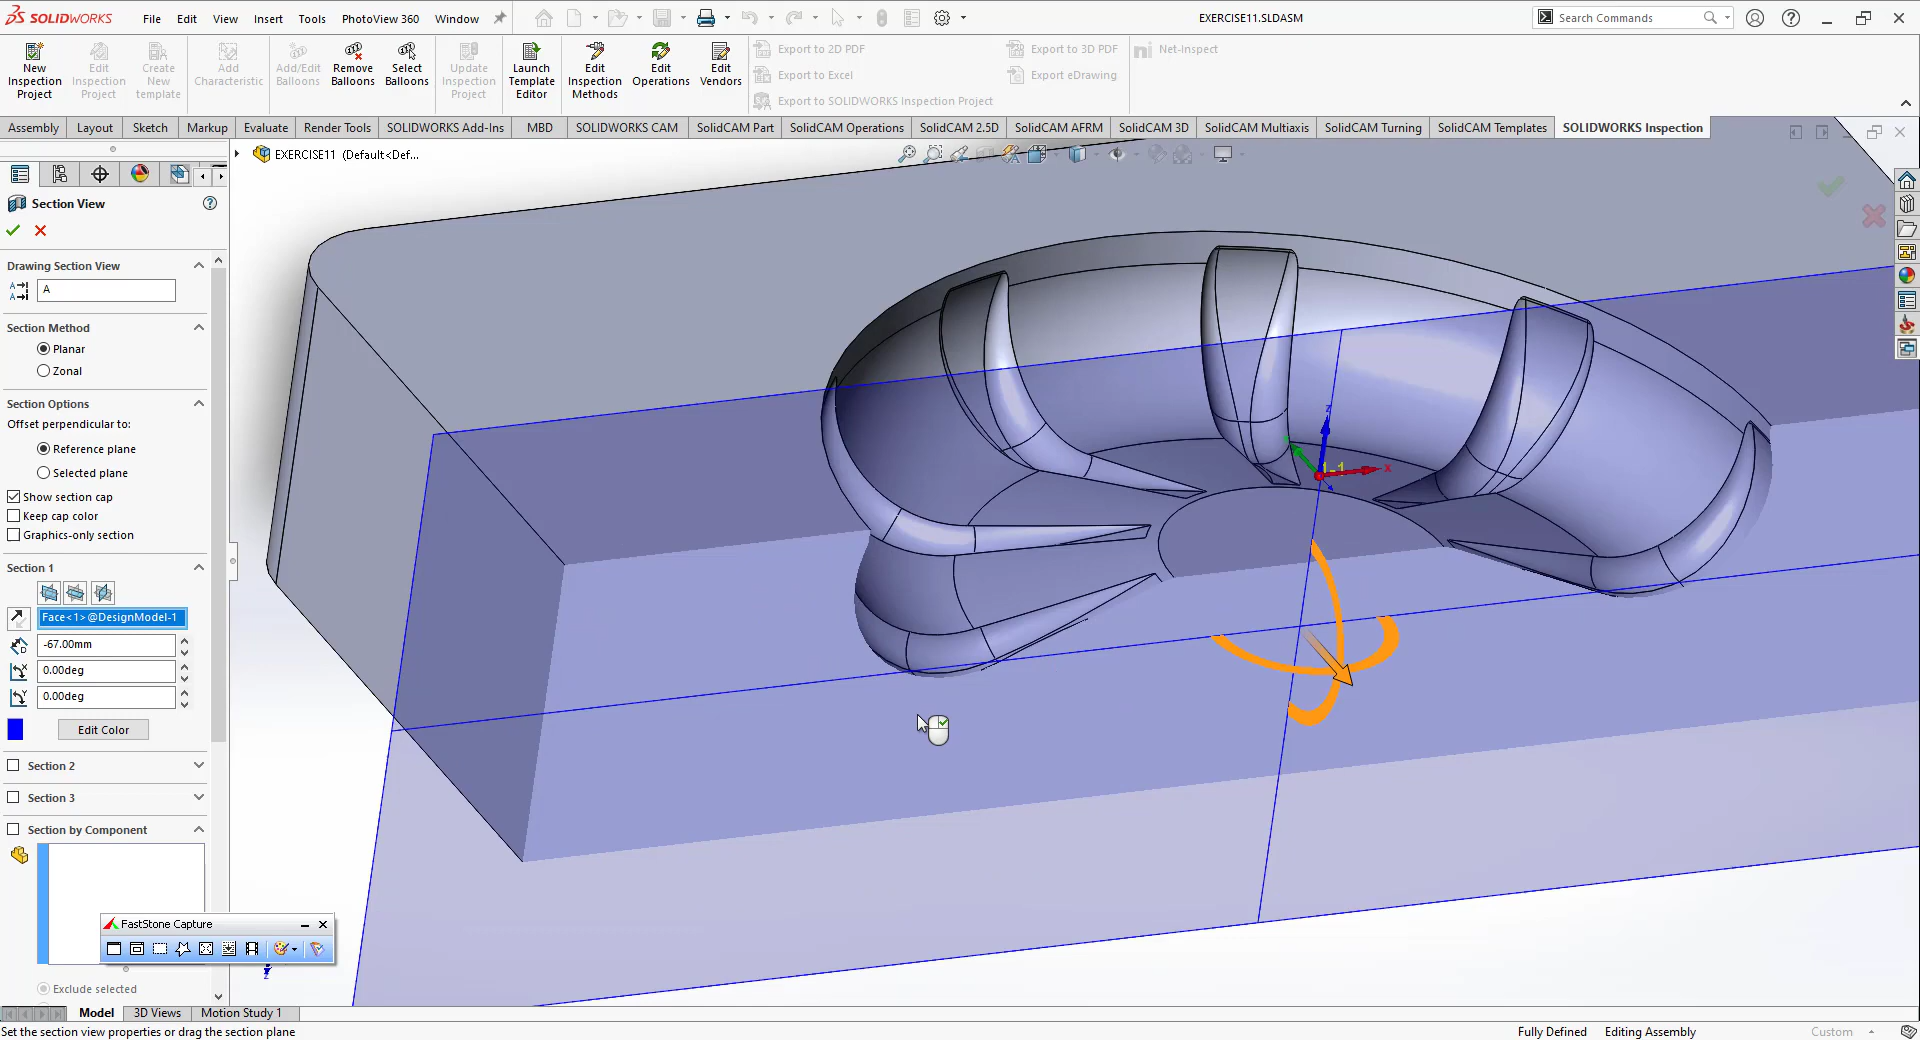 SOLIDWORKS File Edit View Insert Tools PhotoView 360 Window EXERCISE11.SLDASM Search Commands
New Inspection Project
Edit Inspection Project
Create New template
Add Characteristic
Add/Edit Balloons
Remove Balloons
Select Balloons
Update Inspection Project
Launch Template Editor
Edit Inspection Methods
Edit Operations
Edit Vendors
Export to 2D PDF
Export to Excel
Export to SOLIDWORKS Inspection Project
Export to 3D PDF
Export eDrawing
Net-Inspect
Assembly Layout Sketch Markup Evaluate Render Tools SOLIDWORKS Add-Ins MBD SOLIDWORKS CAM SolidCAM Part SolidCAM Operations SolidCAM 2.5D SolidCAM AFRM SolidCAM 3D SolidCAM Multiaxis SolidCAM Turning SolidCAM Templates SOLIDWORKS Inspection
EXERCISE11 (Default<Def...
Section View
Drawing Section View
A
Section Method
Planar
Zonal
Section Options
Offset perpendicular to:
Reference plane
Selected plane
Show section cap
Keep cap color
Graphics-only section
Section 1
Face<1>@DesignModel-1
-67.00mm
0.00deg
0.00deg
Edit Color
Section 2
Section 3
Section by Component
FastStone Capture
Exclude selected
z
x
z
Model 3D Views Motion Study 1
Set the section view properties or drag the section plane Fully Defined Editing Assembly Custom